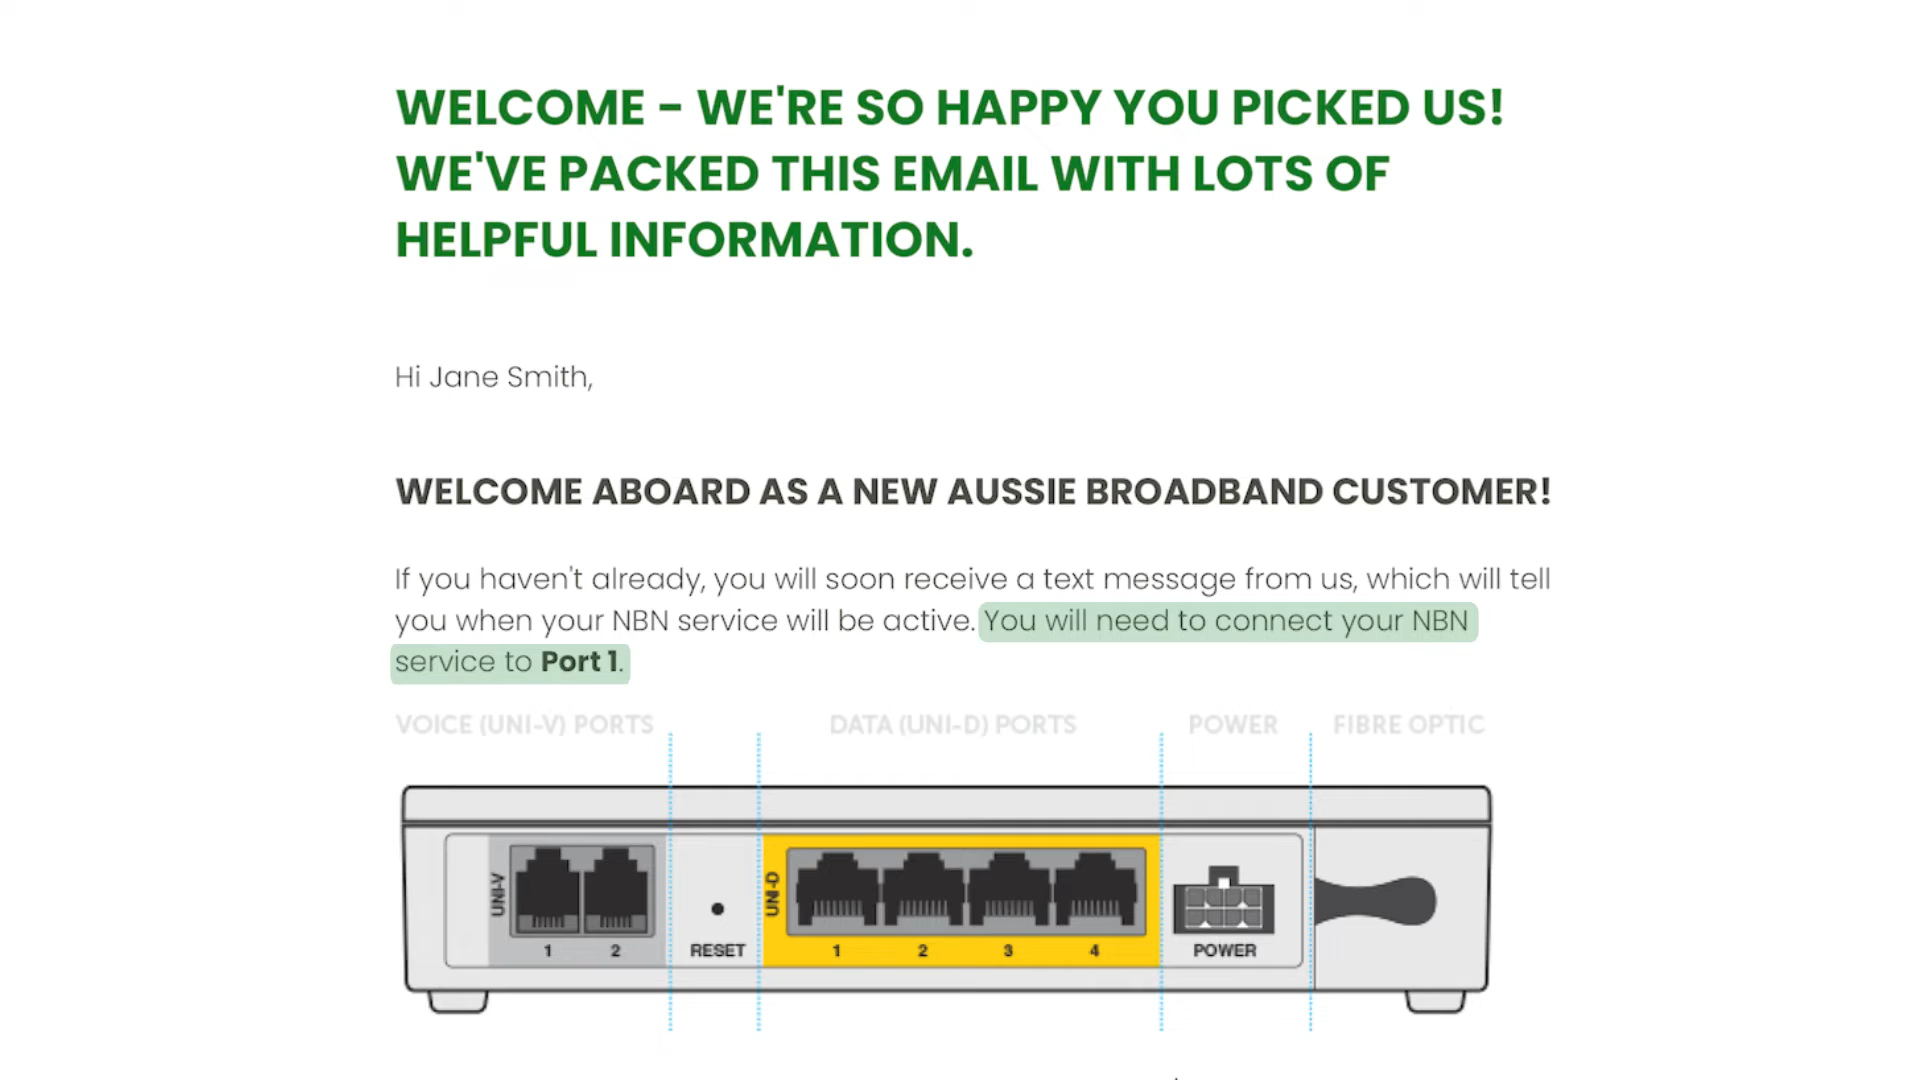 WELCOME - WE'RE SO HAPPY YOU PICKED US!
WE'VE PACKED THIS EMAIL WITH LOTS OF
HELPFUL INFORMATION.
Hi Jane Smith,
WELCOME ABOARD AS A NEW AUSSIE BROADBAND CUSTOMER!
If you haven't already, you will soon receive a text message from us, which will tell
you when your NBN service will be active. You will need to connect your NBN
service to Port 1.
VOICE (UNI-V) PORTS DATA (UNI-D) PORTS POWER FIBRE OPTIC
UNI-V UNI-D
1 2 RESET 1 2 3 4 POWER